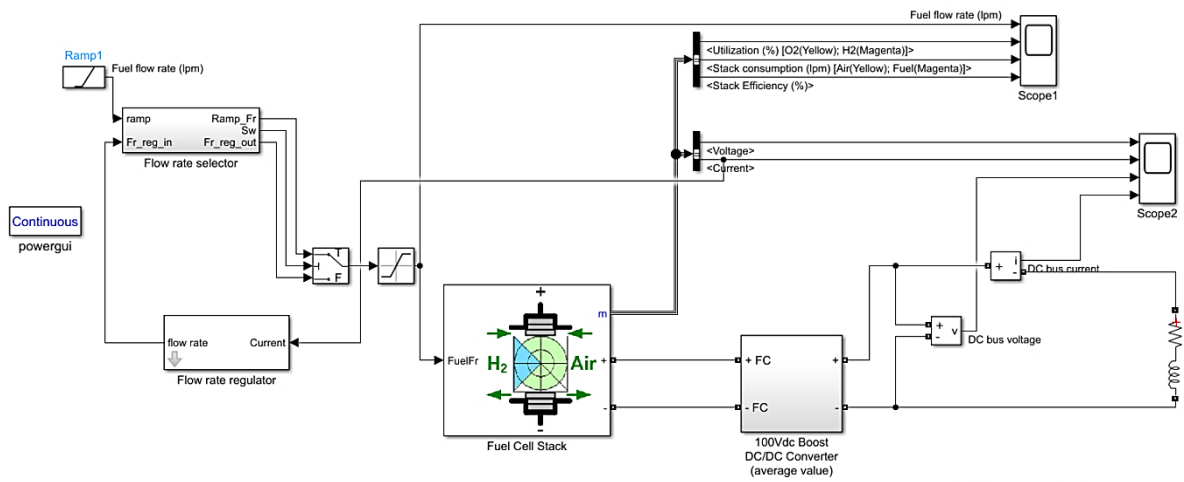 Fuel flow rate (lpm)
Ramp1
Fuel flow rate (lpm)
<Utilization (%) [O2(Yellow); H2(Magenta)]>
<Stack consumption (lpm) [Air(Yellow); Fuel(Magenta)]>
<Stack Efficiency (%)>
Scope1
ramp
Ramp_Fr
Sw
Fr_reg_in
Fr_reg_out
Flow rate selector
<Voltage>
<Current>
Scope2
Continuous
powergui
T
F
+ i
-
DC bus current
m
+
FuelFr
H2
Air
+
-
-
Fuel Cell Stack
flow rate
Current
Flow rate regulator
+ FC
+
- FC
-
100Vdc Boost
DC/DC Converter
(average value)
+ v
-
DC bus voltage
+